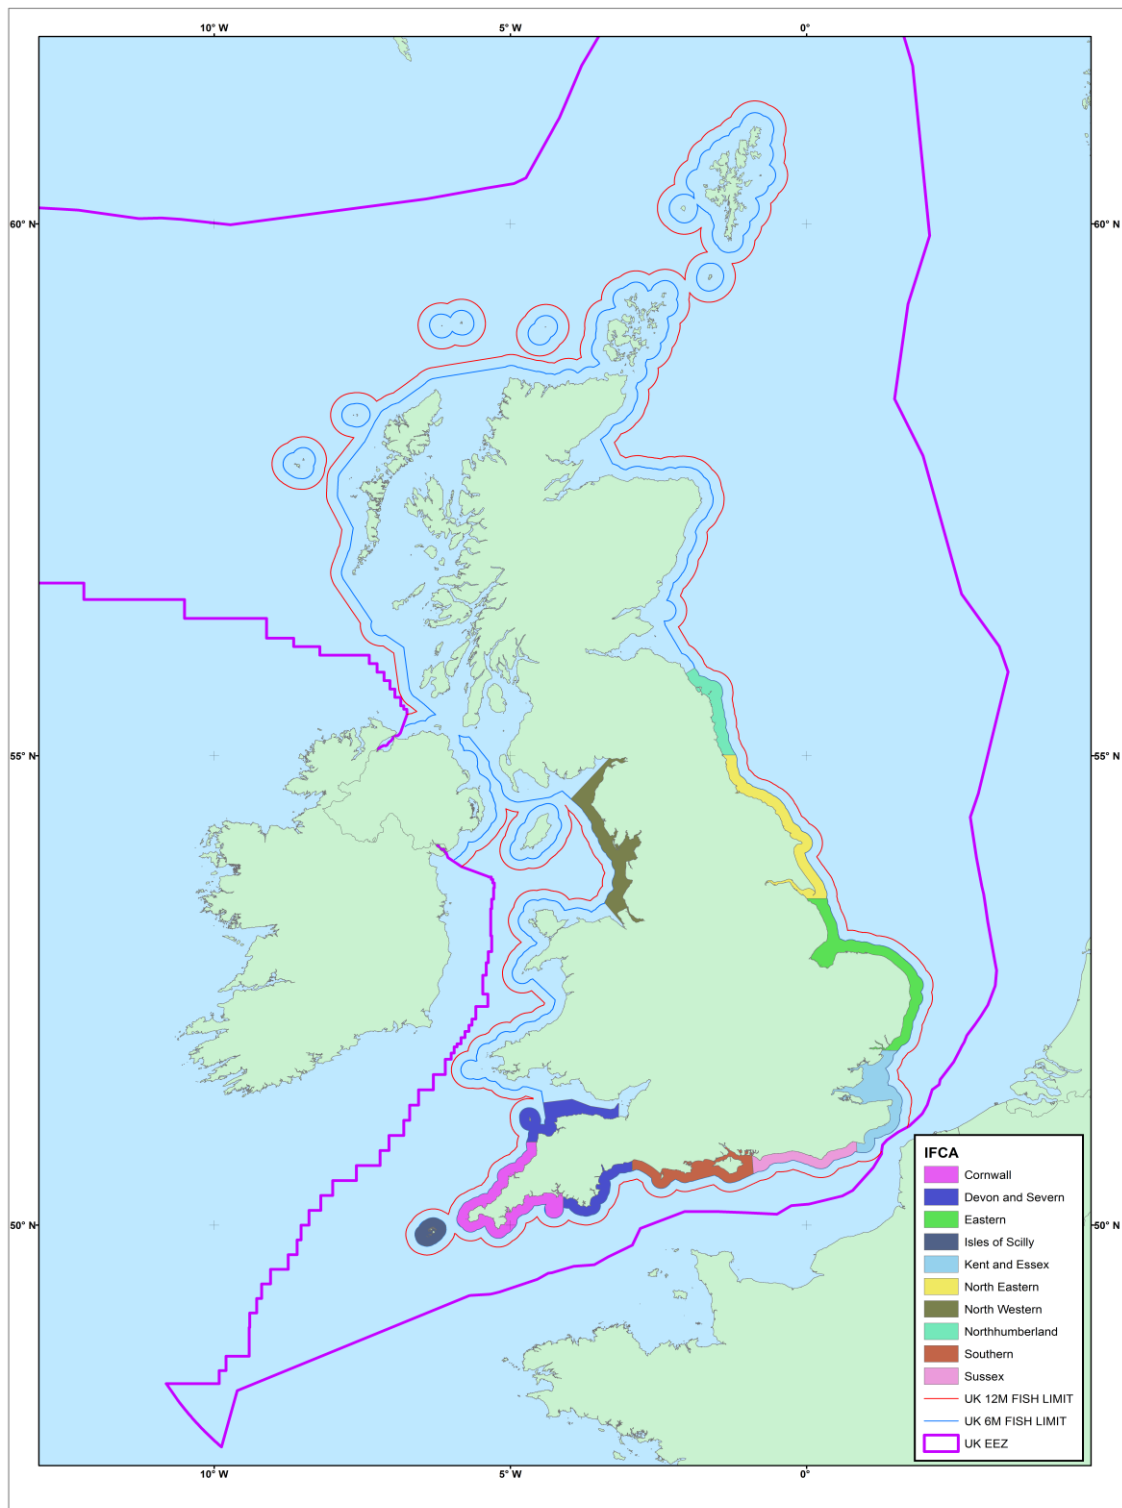 10° W 5° W 0°
60° N 60° N
55° N 55° N
50° N 50° N
IFCA
Cornwall
Devon and Severn
Eastern
Isles of Scilly
Kent and Essex
North Eastern
North Western
Northhumberland
Southern
Sussex
UK 12M FISH LIMIT
UK 6M FISH LIMIT
UK EEZ
10° W 5° W 0°